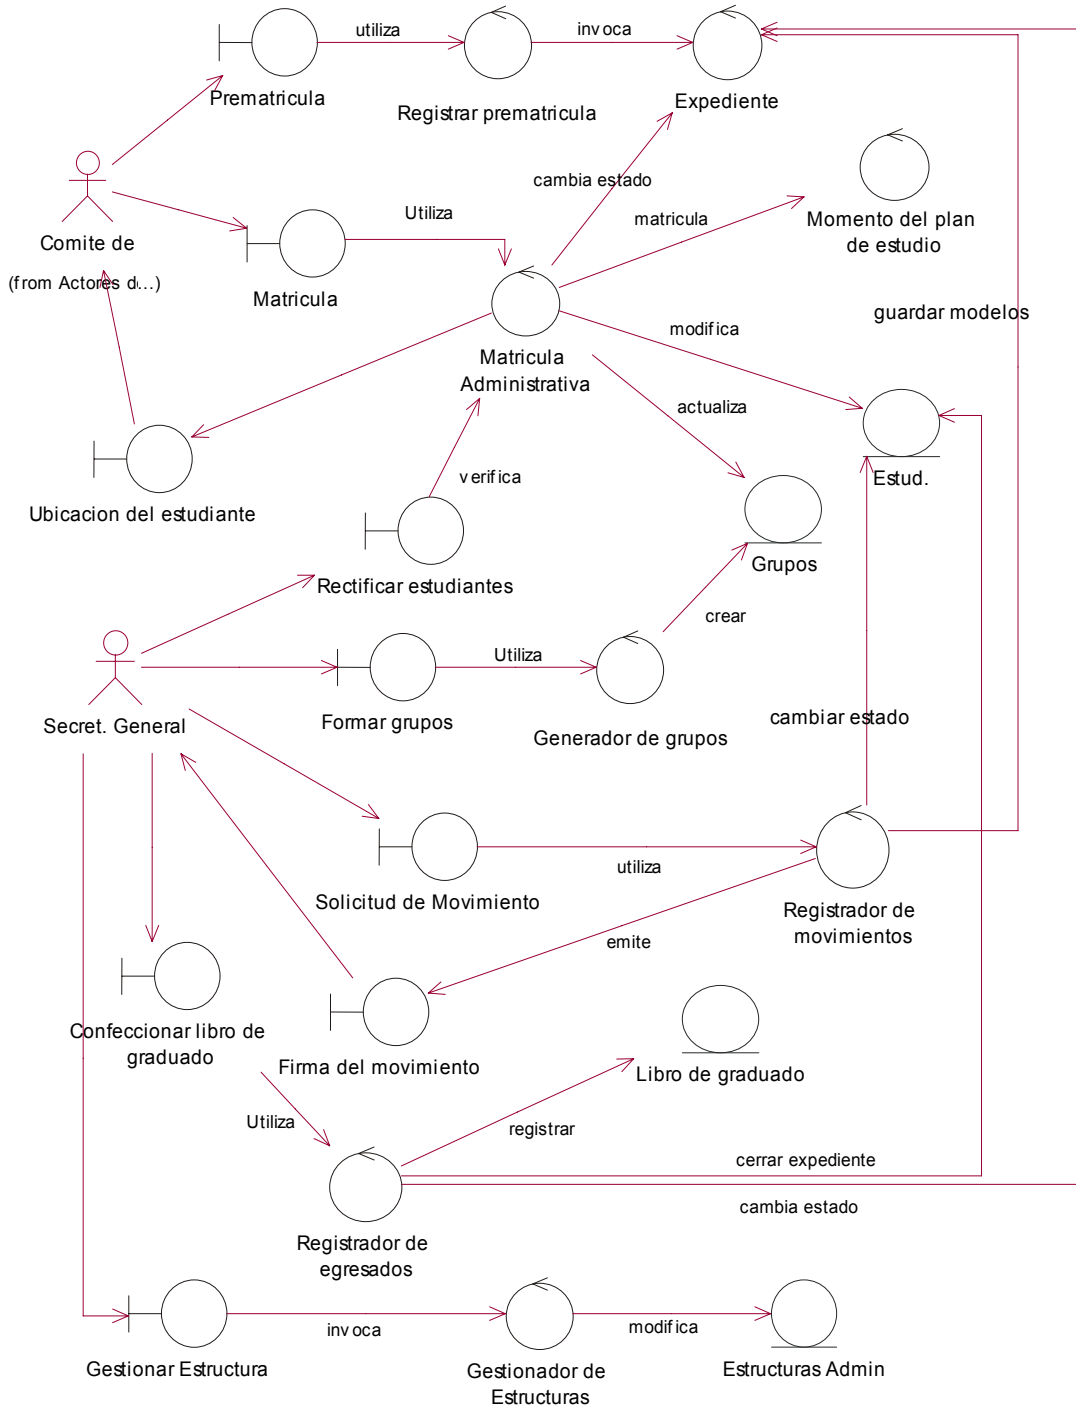 utiliza
invoca
Prematricula
Registrar prematricula
Expediente
cambia estado
matricula
Utiliza
Momento del plan
de estudio
Comite de
(from Actores d...)
Matricula
guardar modelos
modifica
Matricula
Administrativa
actualiza
verifica
Estud.
Ubicacion del estudiante
Rectificar estudiantes
Grupos
crear
Utiliza
Secret. General
Formar grupos
Generador de grupos
cambiar estado
utiliza
Solicitud de Movimiento
Registrador de
movimientos
emite
Confeccionar libro de
graduado
Firma del movimiento
Libro de graduado
Utiliza
registrar
cerrar expediente
cambia estado
Registrador de
egresados
invoca
modifica
Gestionar Estructura
Gestionador de
Estructuras
Estructuras Admin